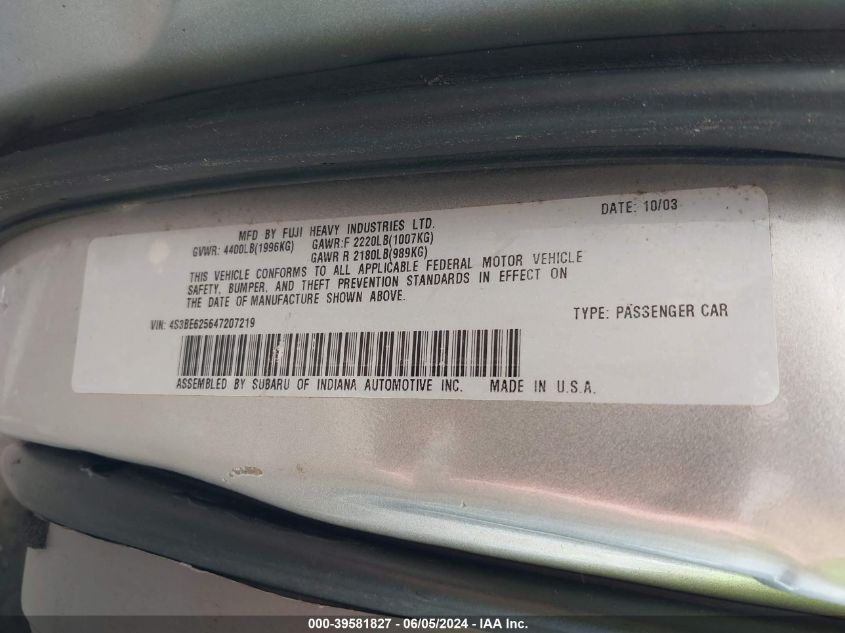 MFD BY FUJI HEAVY INDUSTRIES LTD.
DATE: 10/03
GVWR: 4400LB(1996KG) GAWR:F 2220LB(1007KG)
GAWR R 2180LB(989KG)
THIS VEHICLE CONFORMS TO ALL APPLICABLE FEDERAL MOTOR VEHICLE
SAFETY, BUMPER, AND THEFT PREVENTION STANDARDS IN EFFECT ON
THE DATE OF MANUFACTURE SHOWN ABOVE.
VIN: 4S3BE625647207219
TYPE: PASSENGER CAR
ASSEMBLED BY SUBARU OF INDIANA AUTOMOTIVE INC. MADE IN U.S.A.
000-39581827 - 06/05/2024 - IAA Inc.